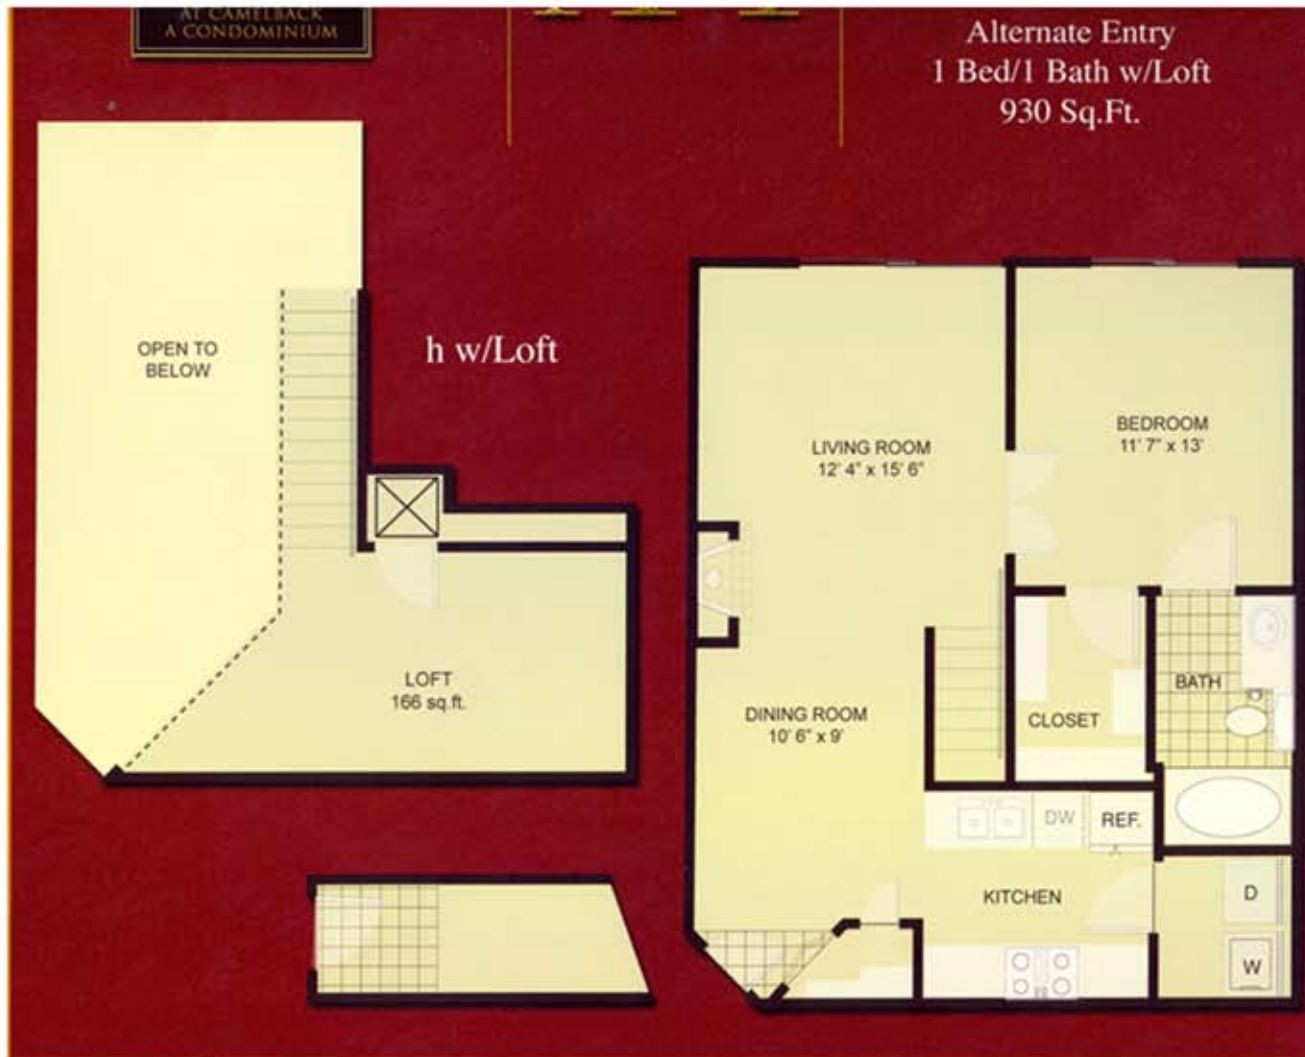 AT CAMELBACK
A CONDOMINIUM
Alternate Entry
1 Bed/1 Bath w/Loft
930 Sq.Ft.
h w/Loft
OPEN TO
BELOW
LOFT
166 sq.ft.
LIVING ROOM
12' 4" x 15' 6"
BEDROOM
11' 7" x 13'
DINING ROOM
10' 6" x 9'
CLOSET
BATH
DW
REF.
KITCHEN
D
W